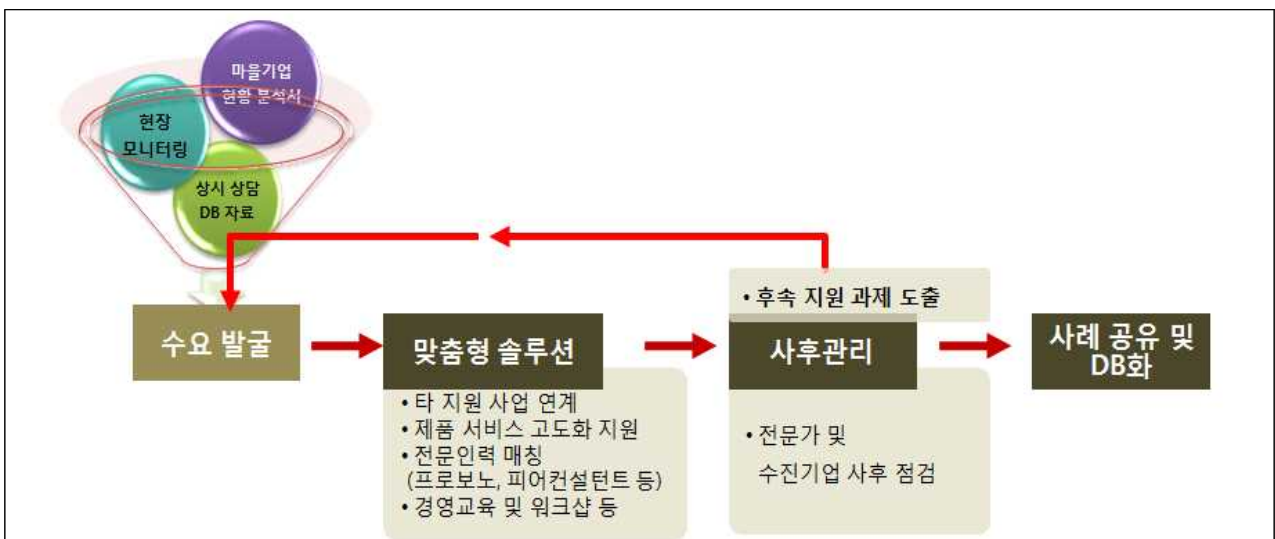 마을기업
현황 분석서
현장
모니터링
상시 상담
DB 자료
수요 발굴
맞춤형 솔루션
• 타 지원 사업 연계
• 제품 서비스 고도화 지원
• 전문인력 매칭
(프로보노, 피어컨설턴트 등)
• 경영교육 및 워크샵 등
• 후속 지원 과제 도출
사후관리
• 전문가 및
수진기업 사후 점검
사례 공유 및
DB화